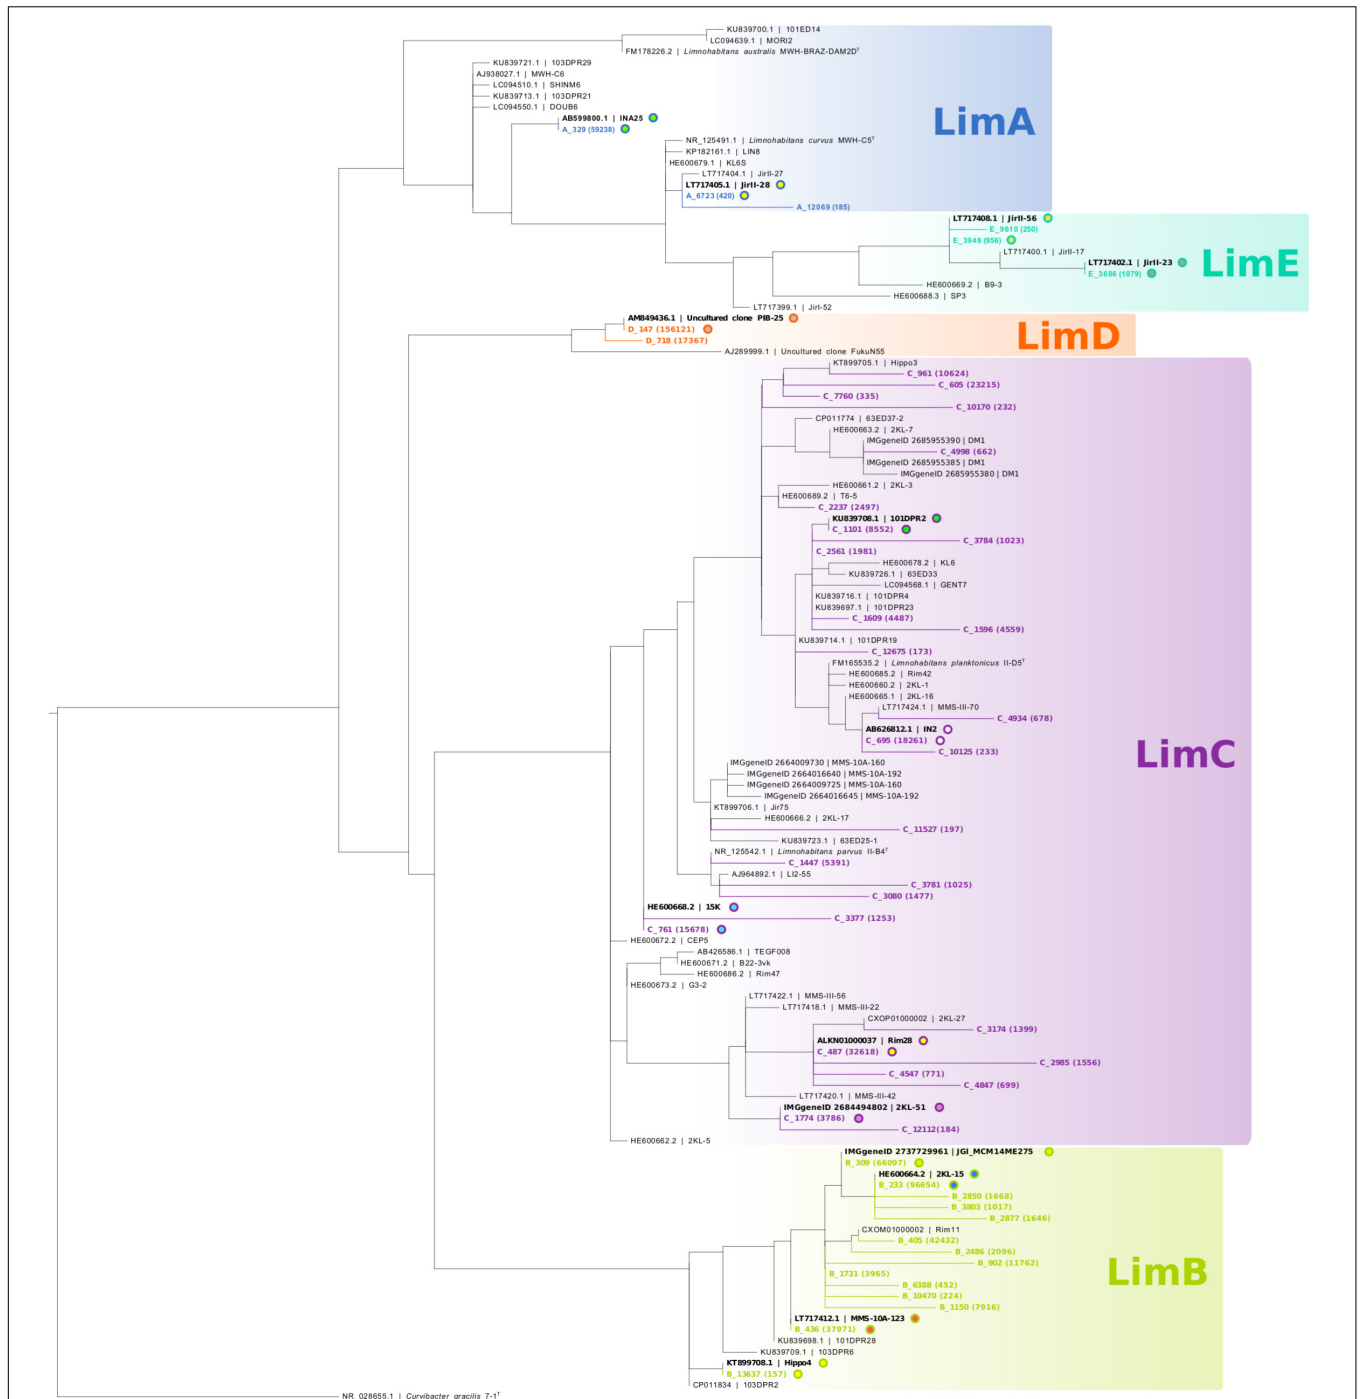 KU839700.1 | 101ED14
LC094639.1 | MORI2
FM178226.2 | Limnohabitans australis MWH-BRAZ-DAM2Dᵀ
KU839721.1 | 103DPR29
AJ938027.1 | MWH-C6
LC094510.1 | SHINM6
KU839713.1 | 103DPR21
LC094550.1 | DOUB6
AB599800.1 | INA25
A_329 (59238)
LimA
NR_125491.1 | Limnohabitans curvus MWH-C5ᵀ
KP182161.1 | LIN8
HE600679.1 | KL6S
LT717404.1 | JirII-27
LT717405.1 | JirII-28
A_6723 (420)
A_12069 (185)
LT717408.1 | JirII-56
E_9610 (250)
E_3948 (956)
LT717400.1 | JirII-17
LT717402.1 | JirII-23
E_3686 (1079)
LimE
HE600669.2 | B9-3
HE600688.3 | SP3
LT717399.1 | JirI-52
AM849436.1 | Uncultured clone PIB-25
D_147 (156121)
D_718 (17367)
LimD
AJ289999.1 | Uncultured clone FukuN55
KT899705.1 | Hippo3
C_961 (10624)
C_605 (23215)
C_7760 (335)
C_10170 (232)
CP011774 | 63ED37-2
HE600663.2 | 2KL-7
IMGgeneID 2685955390 | DM1
C_4998 (662)
IMGgeneID 2685955385 | DM1
IMGgeneID 2685955380 | DM1
HE600661.2 | 2KL-3
HE600689.2 | T6-5
C_2237 (2497)
KU839708.1 | 101DPR2
C_1101 (8552)
C_3784 (1023)
C_2561 (1981)
HE600678.2 | KL6
KU839726.1 | 63ED33
LC094568.1 | GENT7
KU839716.1 | 101DPR4
KU839697.1 | 101DPR23
C_1609 (4487)
C_1596 (4559)
KU839714.1 | 101DPR19
C_12675 (173)
FM165535.2 | Limnohabitans planktonicus II-D5ᵀ
HE600685.2 | Rim42
HE600660.2 | 2KL-1
HE600665.1 | 2KL-16
LT717424.1 | MMS-III-70
C_4934 (678)
AB626812.1 | IN2
C_695 (18261)
C_10125 (233)
LimC
IMGgeneID 2664009730 | MMS-10A-160
IMGgeneID 2664016640 | MMS-10A-192
IMGgeneID 2664009725 | MMS-10A-160
IMGgeneID 2664016645 | MMS-10A-192
KT899706.1 | Jir75
HE600666.2 | 2KL-17
C_11527 (197)
KU839723.1 | 63ED25-1
NR_125542.1 | Limnohabitans parvus II-B4ᵀ
C_1447 (5391)
AJ964892.1 | LI2-55
C_3781 (1025)
C_3080 (1477)
HE600668.2 | 15K
C_3377 (1253)
C_761 (15678)
HE600672.2 | CEP5
AB426586.1 | TEGF008
HE600671.2 | B22-3vk
HE600686.2 | Rim47
HE600673.2 | G3-2
LT717422.1 | MMS-III-56
LT717418.1 | MMS-III-22
CXOP01000002 | 2KL-27
C_3174 (1399)
ALKN01000037 | Rim28
C_487 (32618)
C_2985 (1556)
C_4547 (771)
C_4847 (699)
LT717420.1 | MMS-III-42
IMGgeneID 2684494802 | 2KL-51
C_1774 (3786)
C_12112(184)
HE600662.2 | 2KL-5
IMGgeneID 2737729961 | JGI_MCM14ME275
B_309 (66097)
HE600664.2 | 2KL-15
B_233 (96654)
B_2850 (1668)
B_3803 (1017)
B_2877 (1646)
CXOM01000002 | Rim11
B_405 (42432)
B_2486 (2096)
B_902 (11762)
B_1731 (3965)
LimB
B_6388 (452)
B_10470 (224)
B_1150 (7916)
LT717412.1 | MMS-10A-123
B_436 (37971)
KU839698.1 | 101DPR28
KU839709.1 | 103DPR6
KT899708.1 | Hippo4
B_13637 (157)
CP011834 | 103DPR2
NR_028655.1 | Curvibacter gracilis 7-1ᵀ